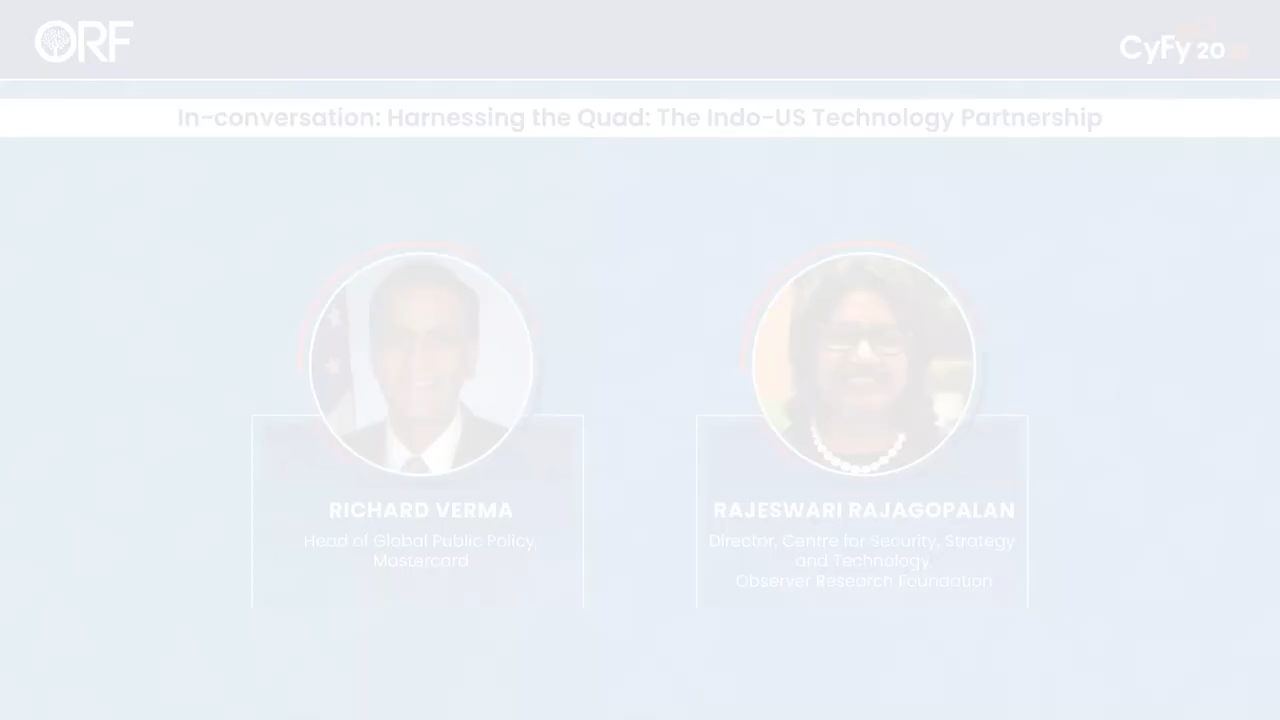 ORF
CyFy 20
In-conversation: Harnessing the Quad: The Indo-US Technology Partnership
RICHARD VERMA
Head of Global Public Policy,
Mastercard
RAJESWARI RAJAGOPALAN
Director, Centre for Security, Strategy
and Technology
Observer Research Foundation